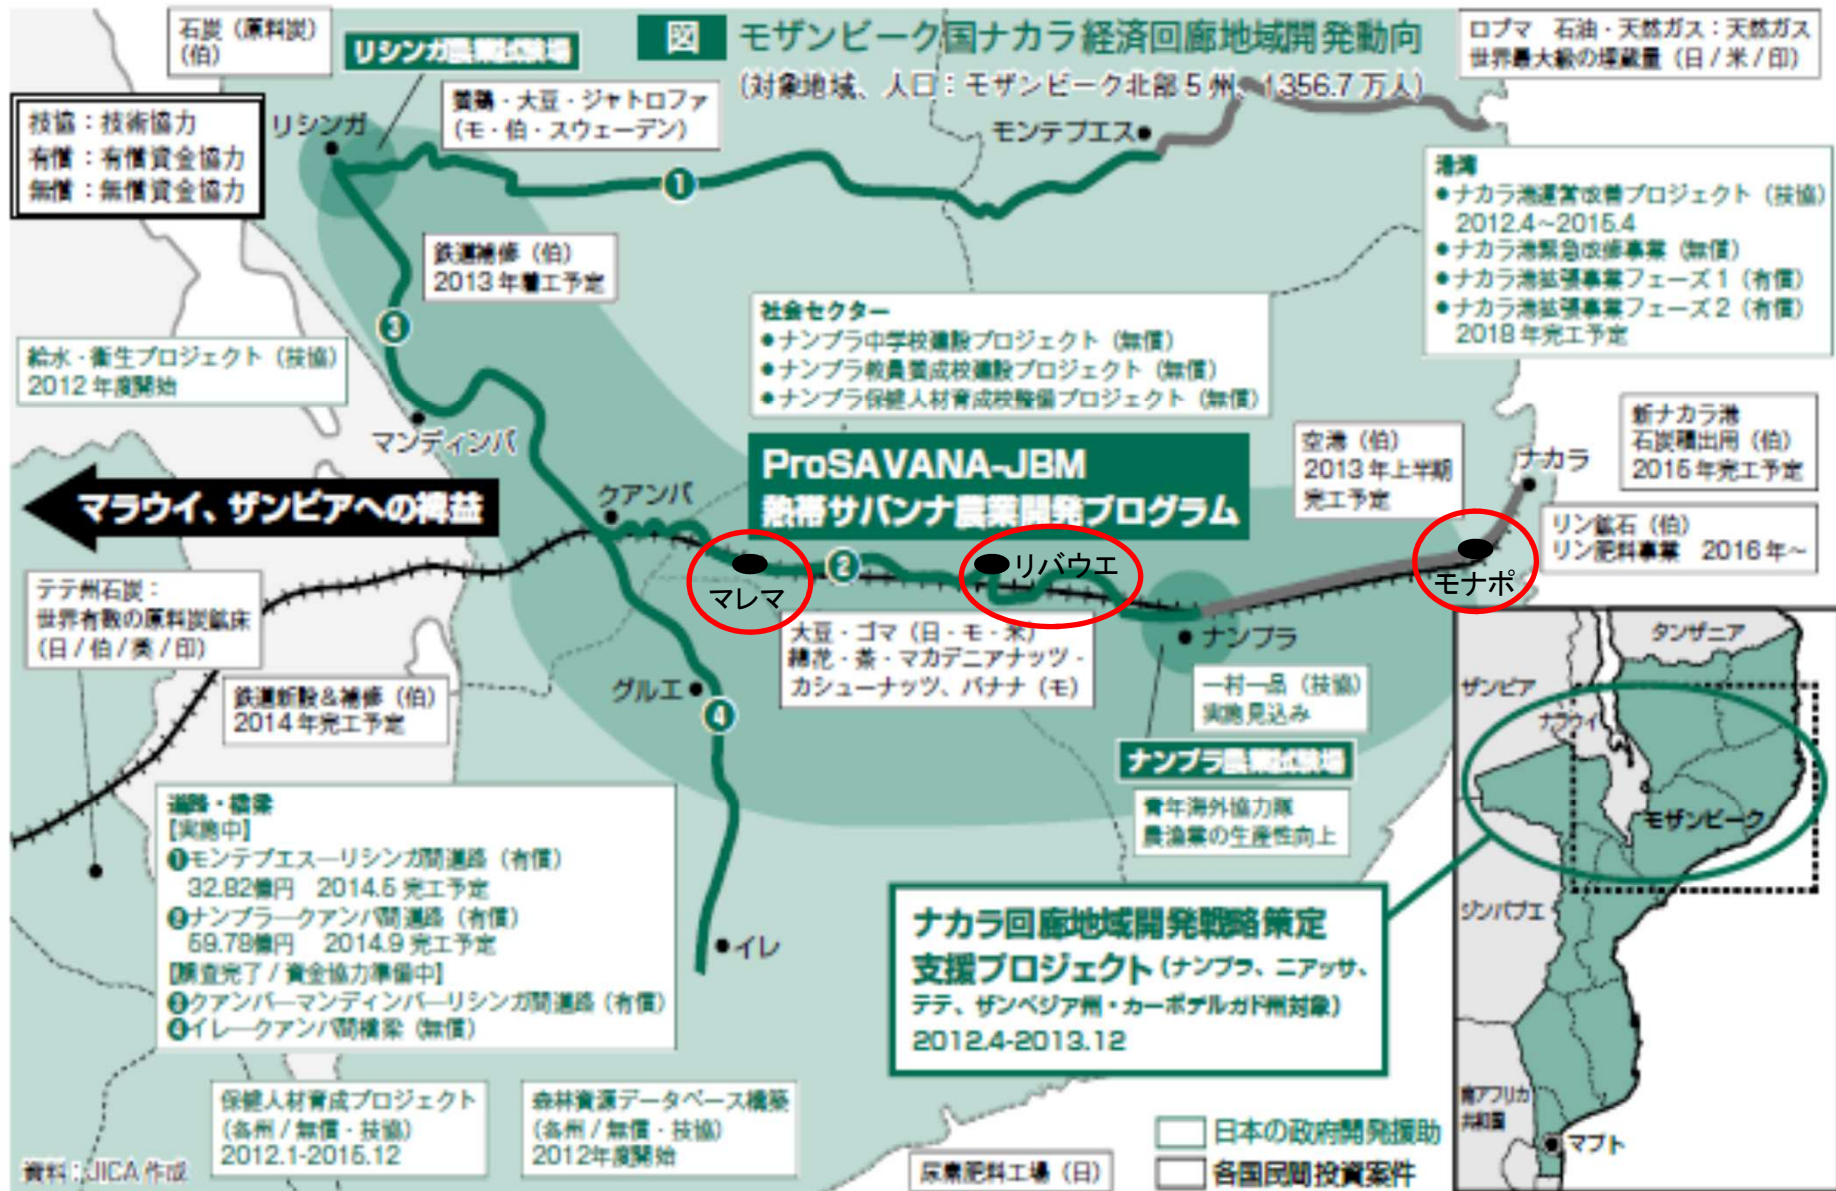 石炭（原料炭）
（伯）
リシンガ農業試験場
図 モザンビーク国ナカラ経済回廊地域開発動向
（対象地域、人口：モザンビーク北部5州、1356.7万人）
ロブマ 石油・天然ガス：天然ガス
世界最大級の埋蔵量（日/米/印）
技協：技術協力
有償：有償資金協力
無償：無償資金協力
リシンガ
養鶏・大豆・ジャトロファ
（モ・伯・スウェーデン）
モンテプエス
❶
港湾
●ナカラ港運営改善プロジェクト（技協）
2012.4～2015.4
●ナカラ港緊急改修事業（無償）
●ナカラ港拡張事業フェーズ1（有償）
●ナカラ港拡張事業フェーズ2（有償）
2018年完工予定
鉄道補修（伯）
2013年着工予定
❸
社会セクター
●ナンプラ中学校建設プロジェクト（無償）
●ナンプラ教員養成校建設プロジェクト（無償）
●ナンプラ保健人材育成校整備プロジェクト（無償）
給水・衛生プロジェクト（技協）
2012年度開始
マンディンバ
マラウイ、ザンビアへの裨益
クアンバ
ProSAVANA-JBM
熱帯サバンナ農業開発プログラム
空港（伯）
2013年上半期
完工予定
ナカラ
新ナカラ港
石炭積出用（伯）
2015年完工予定
リン鉱石（伯）
リン肥料事業 2016年～
マレマ
❷
リバウエ
モナポ
テテ州石炭：
世界有数の原料炭鉱床
（日/伯/英/印）
大豆・ゴマ（日・モ・米）
綿花・茶・マカデニアナッツ・
カシューナッツ、バナナ（モ）
ナンプラ
一村一品（技協）
実施見込み
鉄道新設&補修（伯）
2014年完工予定
グルエ
❹
ナンプラ農業試験場
青年海外協力隊
農漁業の生産性向上
道路・橋梁
【実施中】
❶モンテプエス―リシンガ間道路（有償）
32.82億円 2014.5完工予定
❷ナンプラ―クアンバ間道路（有償）
59.78億円 2014.9完工予定
【審査完了/資金協力準備中】
❸クアンバ―マンディンバ―リシンガ間道路（有償）
❹イレ―クアンバ間橋梁（無償）
イレ
ナカラ回廊地域開発戦略策定
支援プロジェクト（ナンプラ、ニアッサ、
テテ、ザンベジア州・カーボデルガド州対象）
2012.4-2013.12
保健人材育成プロジェクト
（各州/無償・技協）
2012.1-2015.12
森林資源データベース構築
（各州/無償・技協）
2012年度開始
資料：JICA作成
尿素肥料工場（日）
日本の政府開発援助
各国民間投資案件
タンザニア
ザンビア
モザンビーク
ジンバブエ
南アフリカ
共和国
マプト